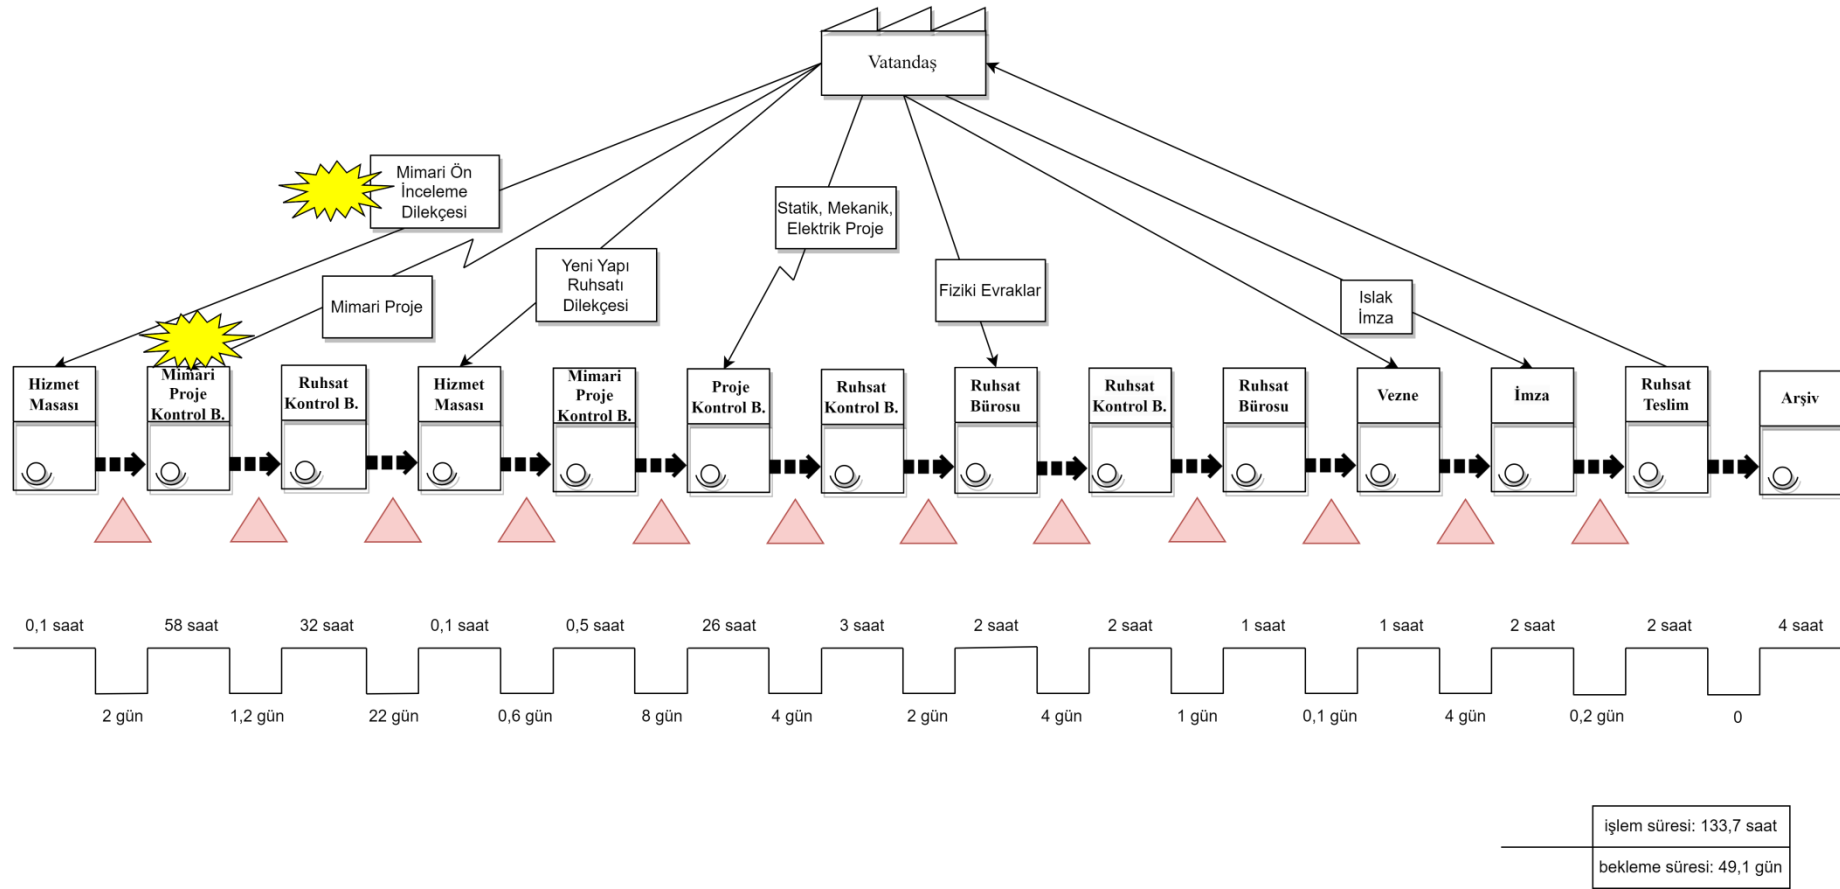 Vatandaş
Mimari Ön
İnceleme
Dilekçesi
Statik, Mekanik,
Elektrik Proje
Yeni Yapı
Ruhsatı
Dilekçesi
Mimari Proje
Fiziki Evraklar
Islak
İmza
Hizmet
Masası
Mimari
Proje
Kontrol B.
Ruhsat
Kontrol B.
Hizmet
Masası
Mimari
Proje
Kontrol B.
Proje
Kontrol B.
Ruhsat
Kontrol B.
Ruhsat
Bürosu
Ruhsat
Kontrol B.
Ruhsat
Bürosu
Vezne
İmza
Ruhsat
Teslim
Arşiv
0,1 saat
58 saat
32 saat
0,1 saat
0,5 saat
26 saat
3 saat
2 saat
2 saat
1 saat
1 saat
2 saat
2 saat
4 saat
2 gün
1,2 gün
22 gün
0,6 gün
8 gün
4 gün
2 gün
4 gün
1 gün
0,1 gün
4 gün
0,2 gün
0
işlem süresi: 133,7 saat
bekleme süresi: 49,1 gün